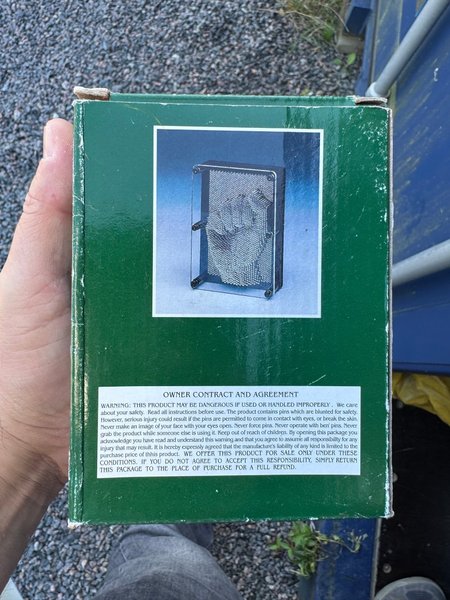 OWNER CONTRACT AND AGREEMENT
WARNING: THIS PRODUCT MAY BE DANGEROUS IF USED OR HANDLED IMPROPERLY . We care
about your safety. Read all instructions before use. The product contains pins which are blunted for safety.
However, serious injury could result if the pins are permitted to come in contact with eyes, or break the skin.
Never make an image of your face with your eyes open. Never force pins. Never operate with bent pins. Never
grab the product while someone else is using it. Keep out of reach of children. By opening this package you
acknowledge you have read and understand this warning and that you agree to assume all responsibility for any
injury that may result. It is hereby expressly agreed that the manufacture's liability of any kind is limited to the
purchase price of this product. WE OFFER THIS PRODUCT FOR SALE ONLY UNDER THESE
CONDITIONS. IF YOU DO NOT AGREE TO ACCEPT THIS RESPONSIBILITY, SIMPLY RETURN
THIS PACKAGE TO THE PLACE OF PURCHASE FOR A FULL REFUND.